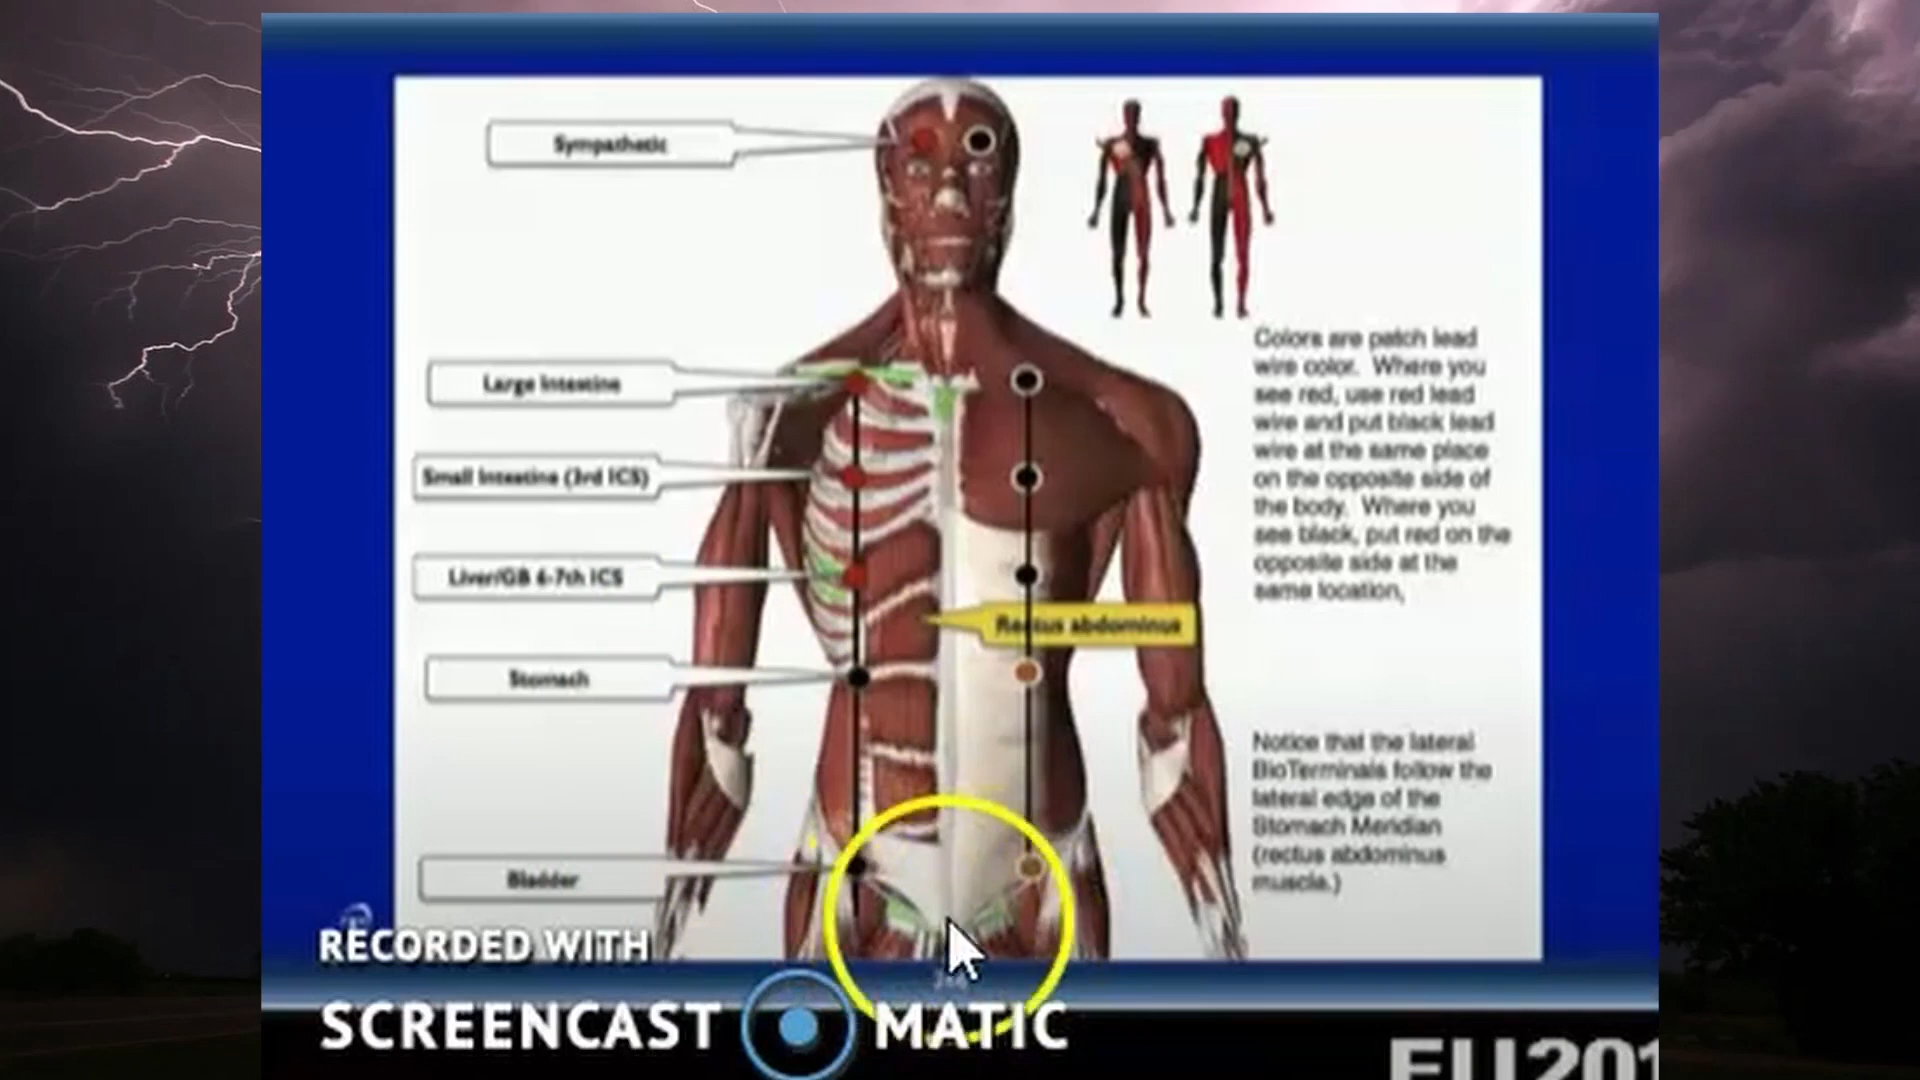 Sympathetic
Large Intestine
Small Intestine (3rd ICS)
Liver/GB 6-7th ICS
Rectus abdominus
Stomach
Bladder
Colors are patch lead
wire color. Where you
see red, use red lead
wire and put black lead
wire at the same place
on the opposite side of
the body. Where you
see black, put red on the
opposite side at the
same location,
Notice that the lateral
BioTerminals follow the
lateral edge of the
Stomach Meridian
(rectus abdominus
muscle.)
RECORDED WITH
SCREENCAST MATIC
EU201